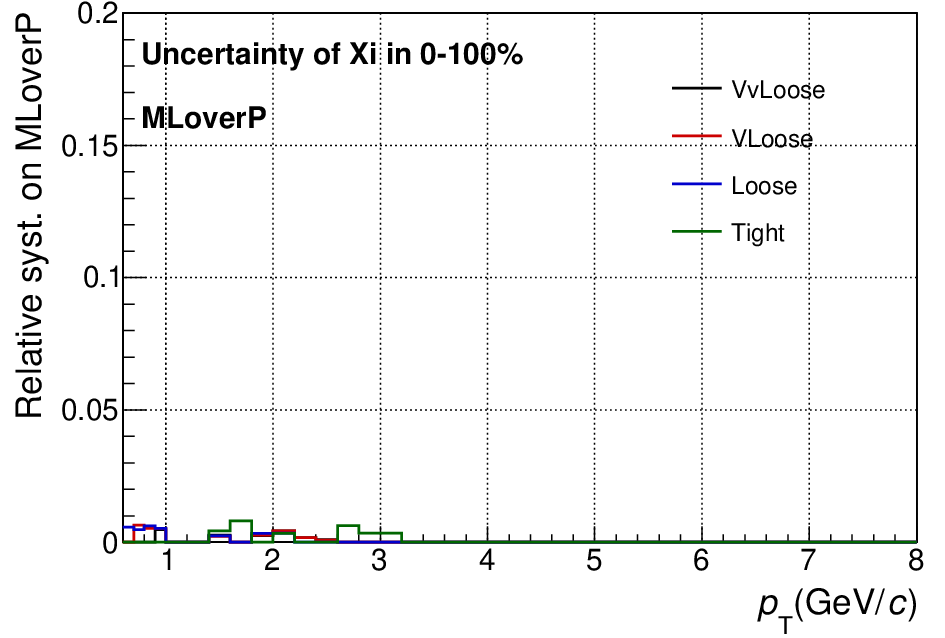 Relative syst. on MLoverP
0.2
0.15
0.1
0.05
0
Uncertainty of Xi in 0-100%
MLoverP
VvLoose
VLoose
Loose
Tight
1 2 3 4 5 6 7 8
pT(GeV/c)